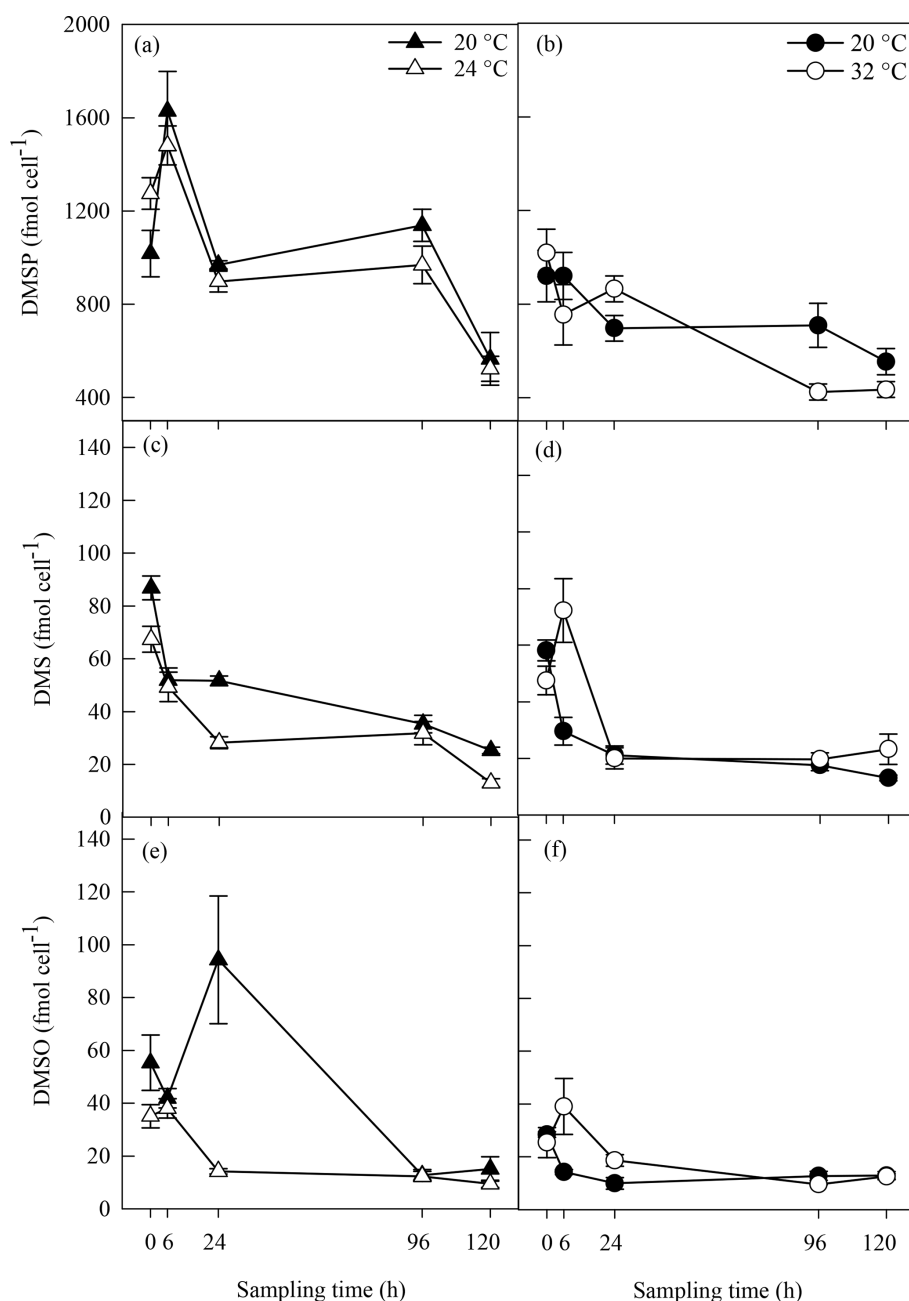 (a)
20 °C
24 °C
(b)
20 °C
32 °C
2000
1600
1200
800
400
DMSP (fmol cell⁻¹)
(c)
(d)
140
120
100
80
60
40
20
0
DMS (fmol cell⁻¹)
(e)
(f)
140
120
100
80
60
40
20
0
DMSO (fmol cell⁻¹)
0 6 24 96 120
0 6 24 96 120
Sampling time (h)
Sampling time (h)